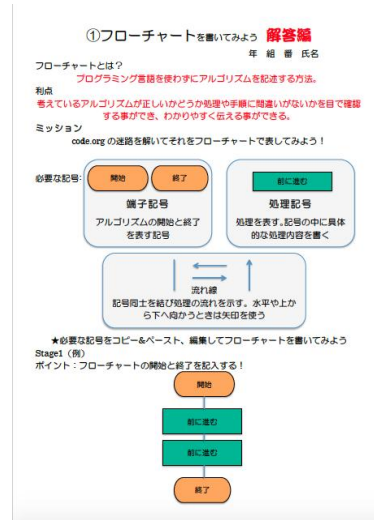 ①フローチャートを書いてみよう 解答編
年 組 番 氏名
フローチャートとは？
プログラミング言語を使わずにアルゴリズムを記述する方法。
利点
考えているアルゴリズムが正しいかどうか処理や手順に間違いがないかを目で確認
する事ができ、わかりやすく伝える事ができる。
ミッション
code.org の迷路を解いてそれをフローチャートで表してみよう！
必要な記号:
開始
終了
端子記号
アルゴリズムの開始と終了
を表す記号
前に進む
処理記号
処理を表す。記号の中に具体
的な処理内容を書く
流れ線
記号同士を結び処理の流れを示す。水平や上か
ら下へ向かうときは矢印を使う
★必要な記号をコピー&ペースト、編集してフローチャートを書いてみよう
Stage1（例）
ポイント：フローチャートの開始と終了を記入する！
開始
前に進む
前に進む
終了